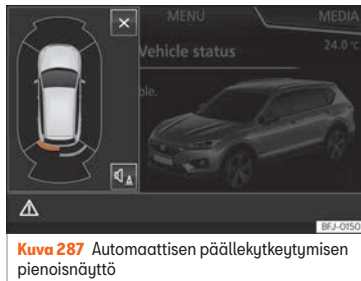 MENU
MEDIA
Vehicle status
24.0 °C
ble.
BFJ-0150
Kuva 287 Automaattisen päällekytkeytymisen
pienoisnäyttö